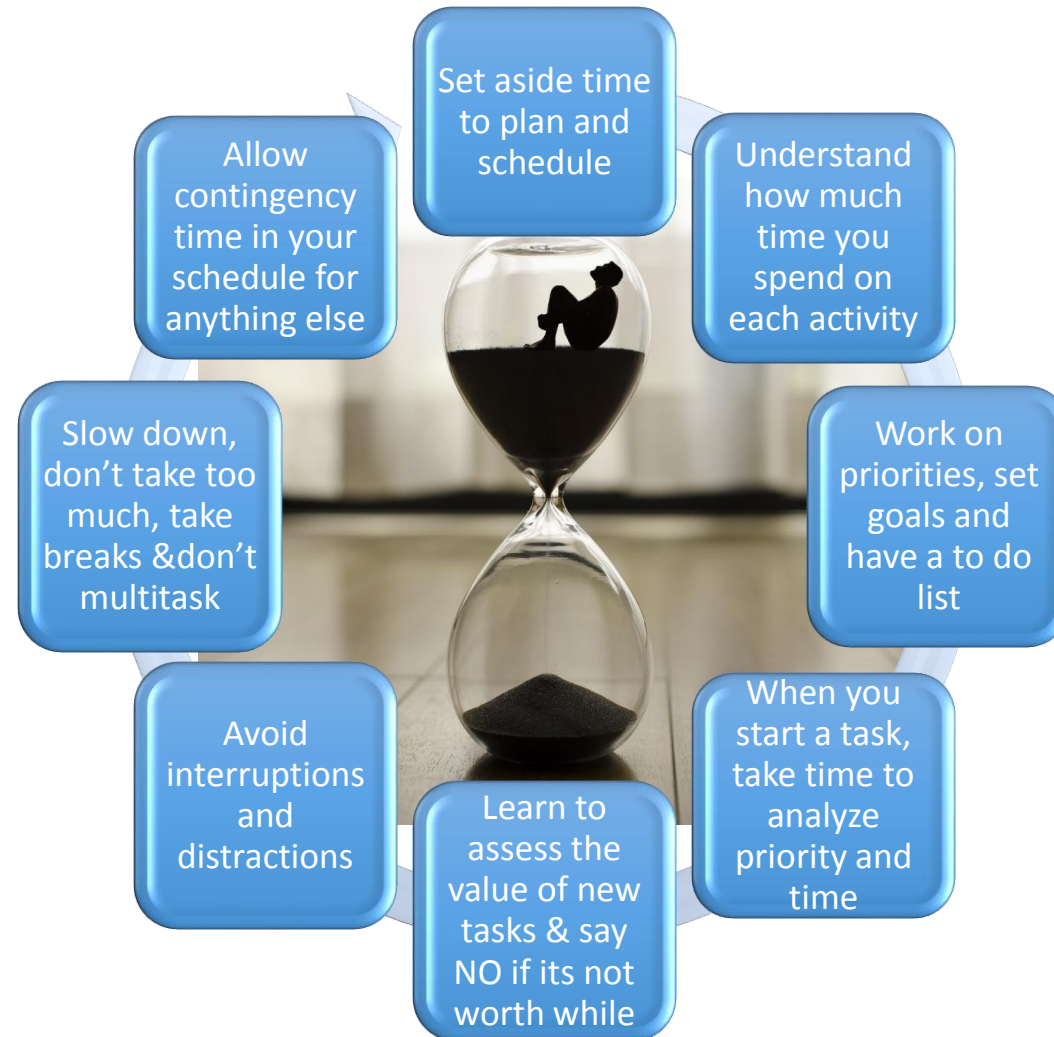 Set aside time
to plan and
schedule
Understand
how much
time you
spend on
each activity
Work on
priorities, set
goals and
have a to do
list
When you
start a task,
take time to
analyze
priority and
time
Learn to
assess the
value of new
tasks & say
NO if its not
worth while
Avoid
interruptions
and
distractions
Slow down,
don’t take too
much, take
breaks &don’t
multitask
Allow
contingency
time in your
schedule for
anything else